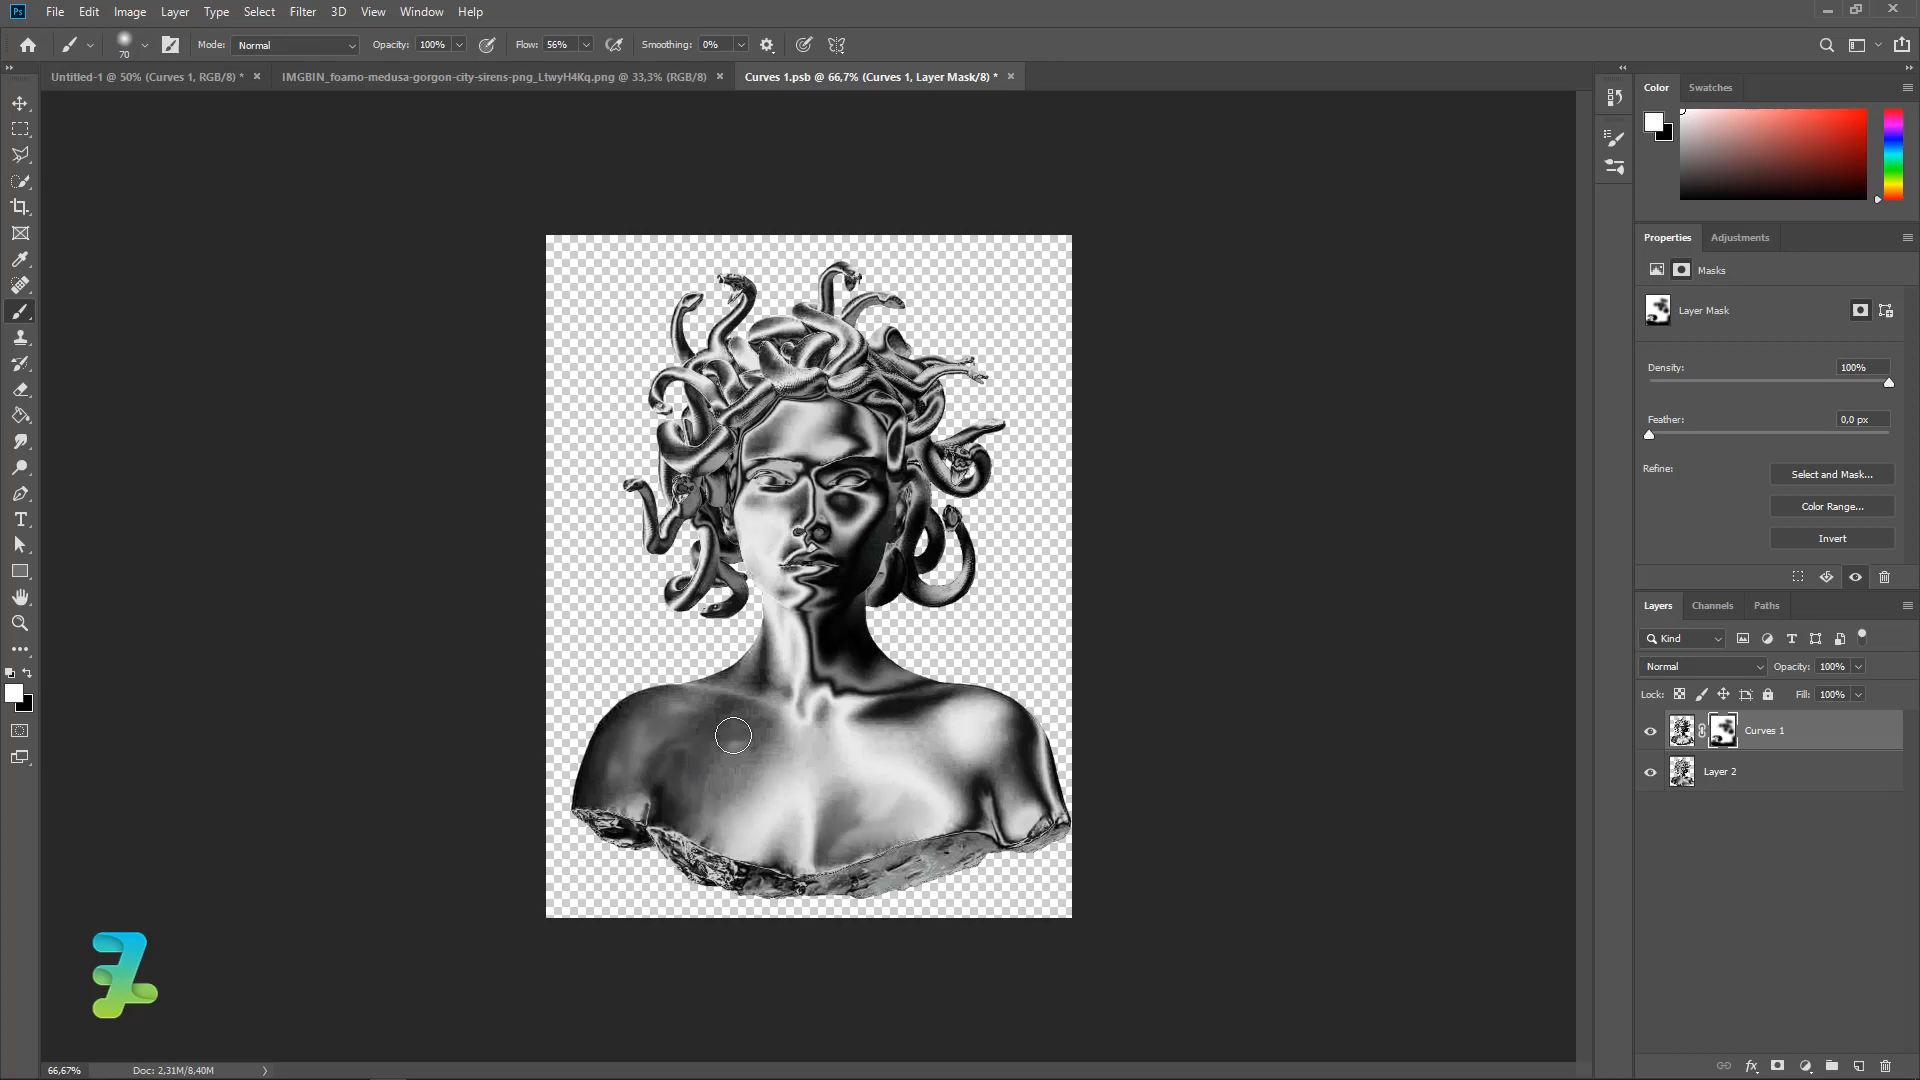 Ps File Edit Image Layer Type Select Filter 3D View Window Help
70 Mode: Normal Opacity: 100% Flow: 56% Smoothing: 0%
Untitled-1 @ 50% (Curves 1, RGB/8) * × IMGBIN_foamo-medusa-gorgon-city-sirens-png_LtwyH4Kq.png @ 33,3% (RGB/8) × Curves 1.psb @ 66,7% (Curves 1, Layer Mask/8) * ×
Color Swatches
Properties Adjustments
Masks
Layer Mask
Density: 100%
Feather: 0,0 px
Refine: Select and Mask...
Color Range...
Invert
Layers Channels Paths
Kind
Normal Opacity: 100%
Lock: Fill: 100%
Curves 1
Layer 2
66,67% Doc: 2,31M/8,40M